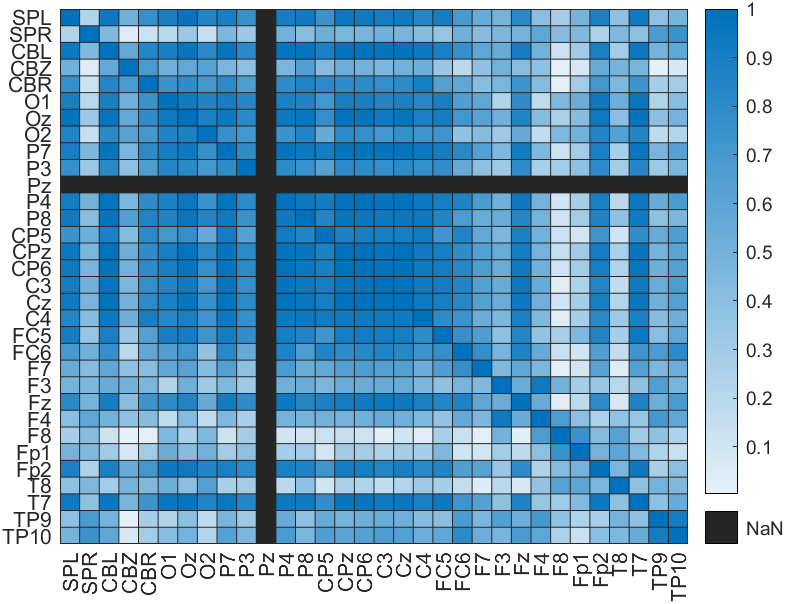 SPL
SPR
CBL
CBZ
CBR
O1
Oz
O2
P7
P3
Pz
P4
P8
CP5
CPz
CP6
C3
Cz
C4
FC5
FC6
F7
F3
Fz
F4
F8
Fp1
Fp2
T8
T7
TP9
TP10
1
0.9
0.8
0.7
0.6
0.5
0.4
0.3
0.2
0.1
NaN
SPL SPR CBL CBZ CBR O1 Oz O2 P7 P3 Pz P4 P8 CP5 CPz CP6 C3 Cz C4 FC5 FC6 F7 F3 Fz F4 F8 Fp1 Fp2 T8 T7 TP9 TP10